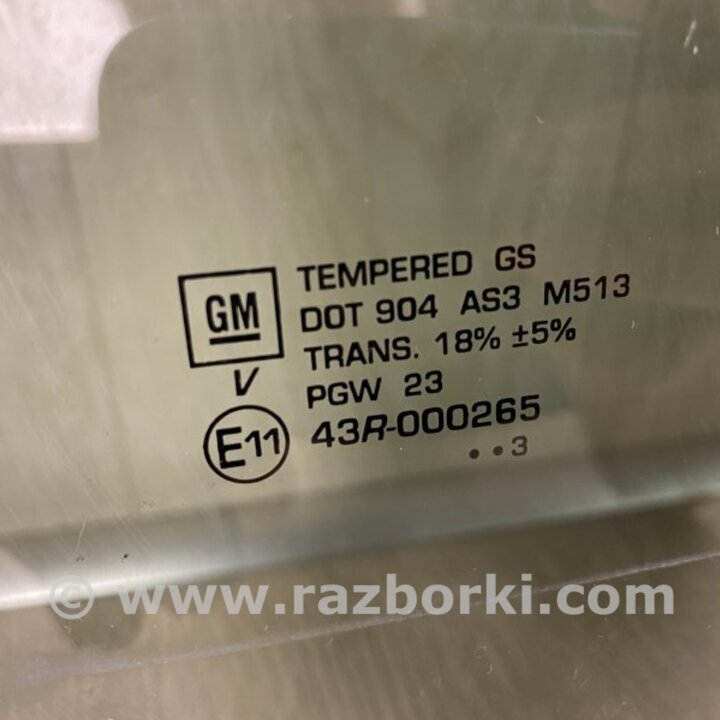 TEMPERED GS
GM
DOT 904 AS3 M513
TRANS. 18% ±5%
V
PGW 23
E11
43R-000265
• •3
© www.razborki.com